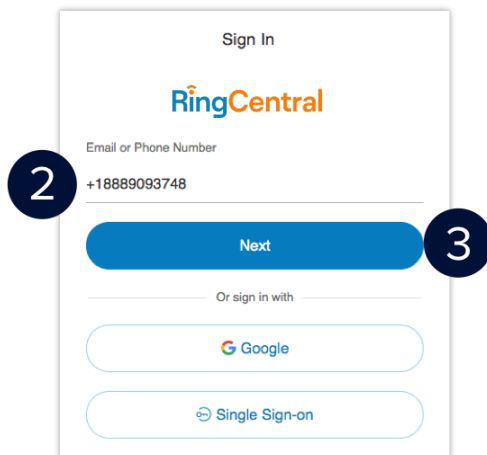 Sign In
RingCentral
Email or Phone Number
2
+18889093748
Next
3
Or sign in with
Google
Single Sign-on